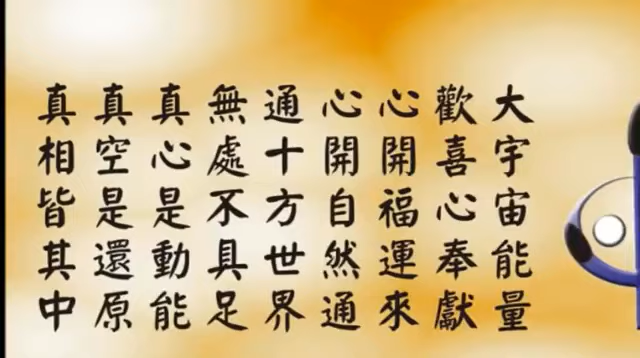 大宇宙能量
歡喜心奉獻
心開福運來
心開自然通
通十方世界
無處不具足
真心是動能
真空是還原
真相皆其中